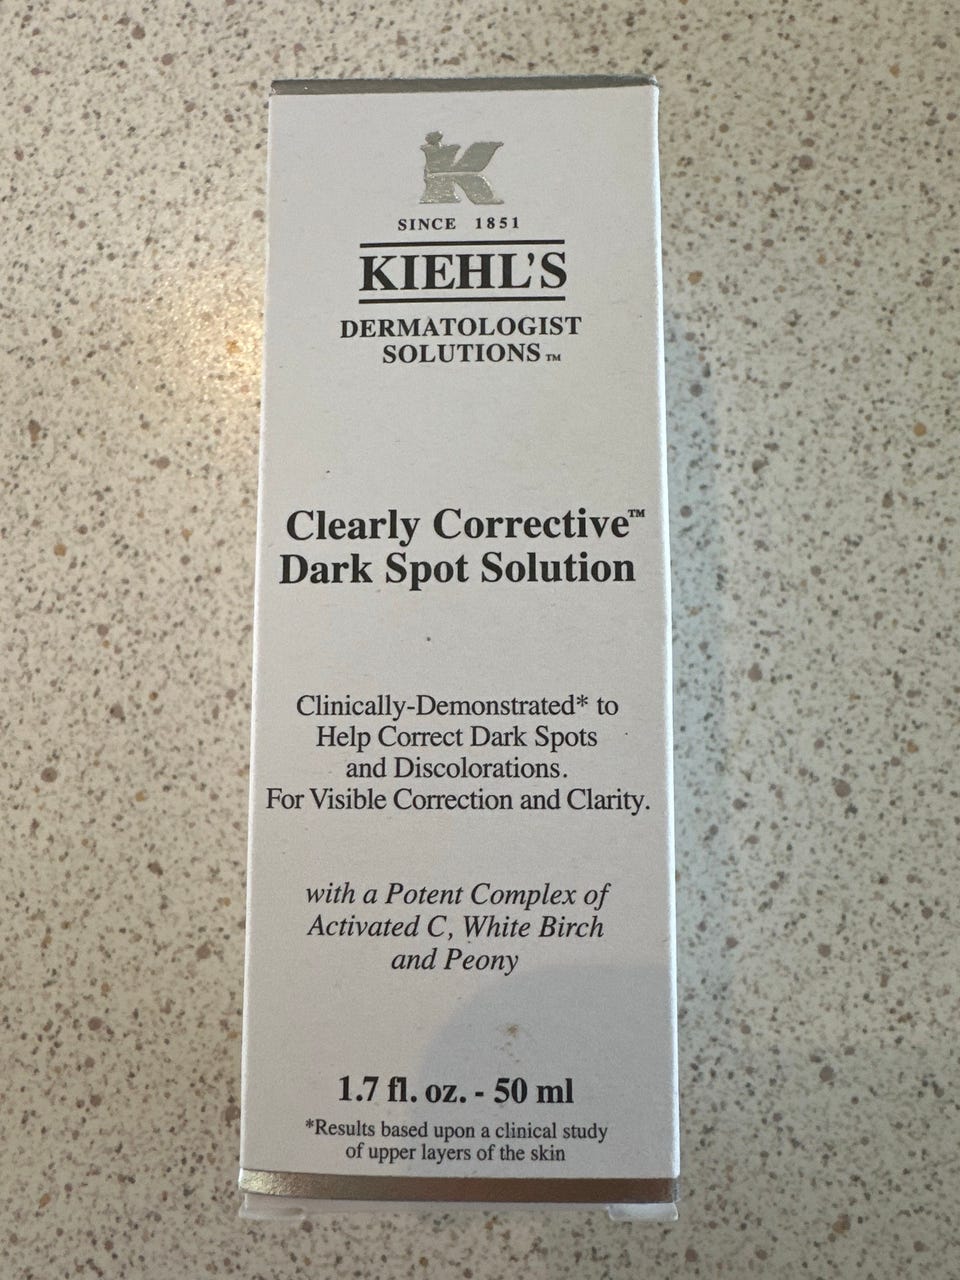 K
SINCE 1851
KIEHL'S
DERMATOLOGIST
SOLUTIONS™
Clearly Corrective™
Dark Spot Solution
Clinically-Demonstrated* to
Help Correct Dark Spots
and Discolorations.
For Visible Correction and Clarity.
with a Potent Complex of
Activated C, White Birch
and Peony
1.7 fl. oz. - 50 ml
*Results based upon a clinical study
of upper layers of the skin